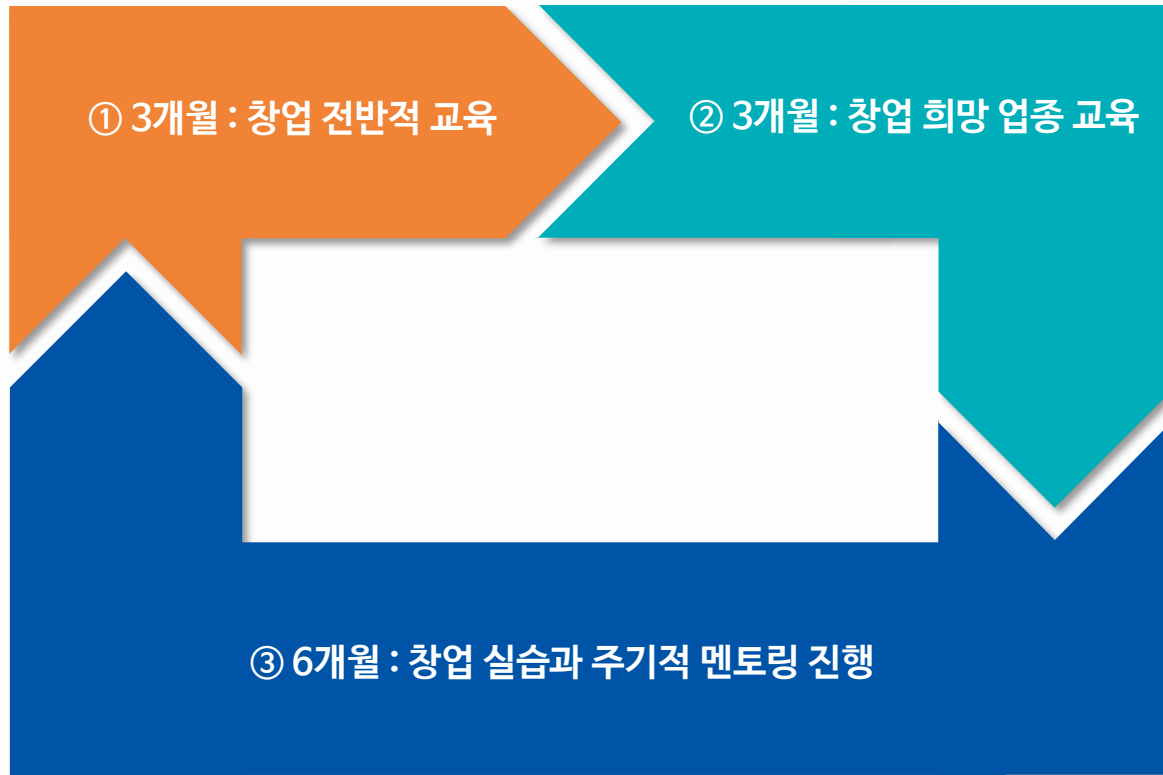 ① 3개월 : 창업 전반적 교육
② 3개월 : 창업 희망 업종 교육
③ 6개월 : 창업 실습과 주기적 멘토링 진행